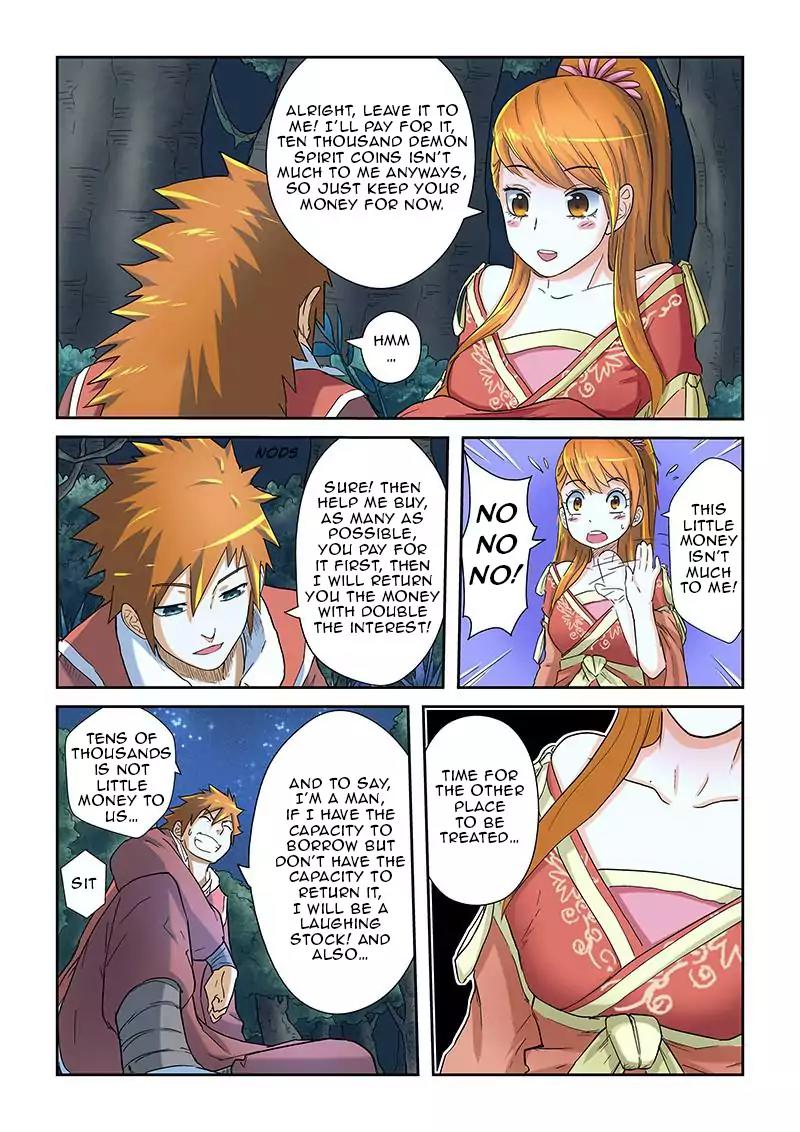 ALRIGHT, LEAVE IT TO
ME! I'LL PAY FOR IT,
TEN THOUSAND DEMON
SPIRIT COINS ISN'T
MUCH TO ME ANYWAYS,
SO JUST KEEP YOUR
MONEY FOR NOW.
HMM
...
NODS
SURE! THEN
HELP ME BUY,
AS MANY AS
POSSIBLE,
YOU PAY FOR
IT FIRST, THEN
I WILL RETURN
YOU THE MONEY
WITH DOUBLE
THE INTEREST!
NO
NO
NO!
THIS
LITTLE
MONEY
ISN'T
MUCH
TO ME!
TENS OF
THOUSANDS
IS NOT
LITTLE
MONEY TO
US...
SIT
AND TO SAY,
I'M A MAN,
IF I HAVE THE
CAPACITY TO
BORROW BUT
DON'T HAVE THE
CAPACITY TO
RETURN IT,
I WILL BE A
LAUGHING
STOCK! AND
ALSO...
TIME FOR
THE OTHER
PLACE
TO BE
TREATED...